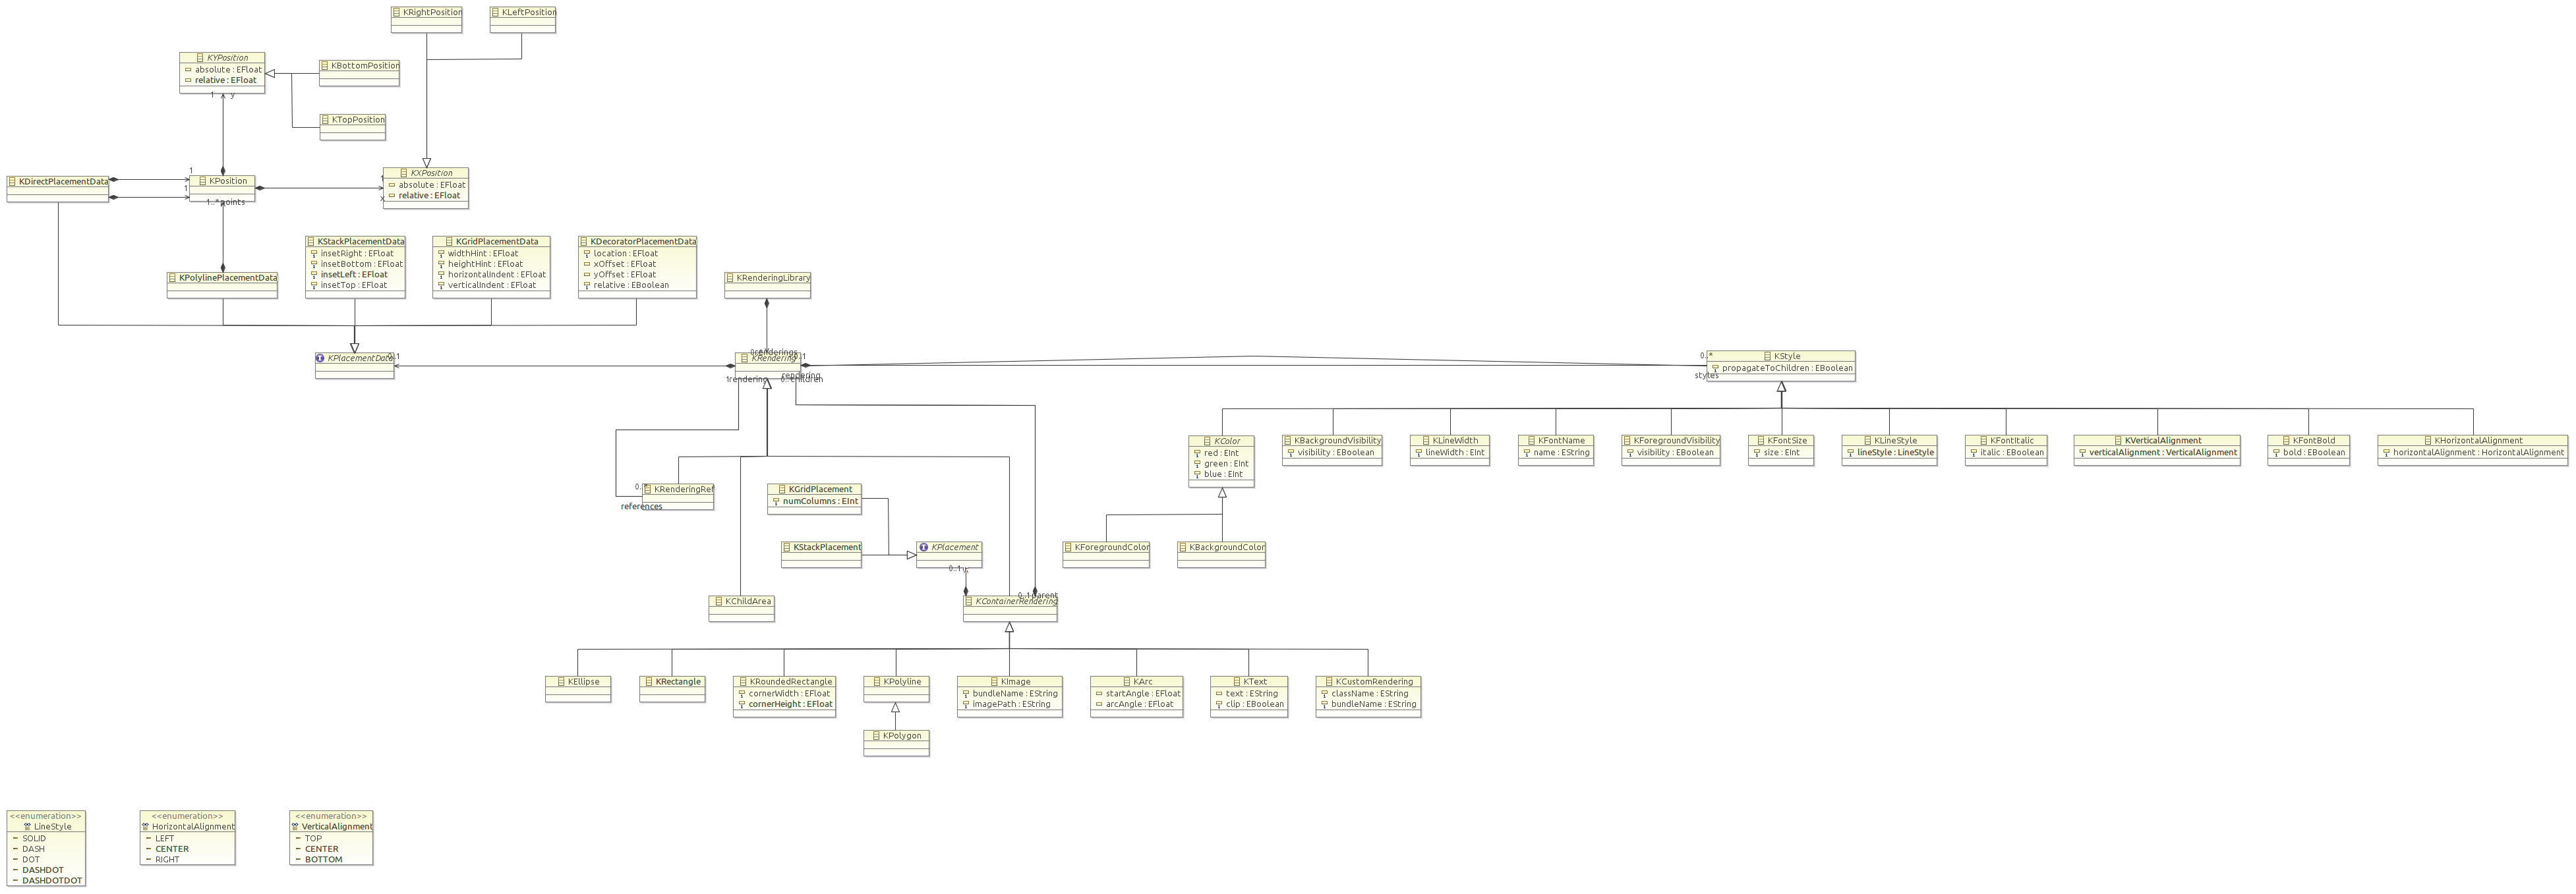 KRightPosition
KLeftPosition
KYPosition
absolute : EFloat
relative : EFloat
KBottomPosition
1
y
KTopPosition
KDirectPlacementData
1
1
KPosition
1..*
points
KXPosition
absolute : EFloat
relative : EFloat
1
x
KPolylinePlacementData
KStackPlacementData
insetRight : EFloat
insetBottom : EFloat
insetLeft : EFloat
insetTop : EFloat
KGridPlacementData
widthHint : EFloat
heightHint : EFloat
horizontalIndent : EFloat
verticalIndent : EFloat
KDecoratorPlacementData
location : EFloat
xOffset : EFloat
yOffset : EFloat
relative : EBoolean
KRenderingLibrary
KPlacementData
0..1
renderings
KRendering
0..1
1
rendering
rendering
0..*
children
0..*
styles
KStyle
propagateToChildren : EBoolean
KColor
red : EInt
green : EInt
blue : EInt
KBackgroundVisibility
visibility : EBoolean
KLineWidth
lineWidth : EInt
KFontName
name : EString
KForegroundVisibility
visibility : EBoolean
KFontSize
size : EInt
KLineStyle
lineStyle : LineStyle
KFontItalic
italic : EBoolean
KVerticalAlignment
verticalAlignment : VerticalAlignment
KFontBold
bold : EBoolean
KHorizontalAlignment
horizontalAlignment : HorizontalAlignment
KRenderingRef
references
KGridPlacement
numColumns : EInt
KStackPlacement
KPlacement
0..1
KForegroundColor
KBackgroundColor
KChildArea
0..1
parent
KContainerRendering
KEllipse
KRectangle
KRoundedRectangle
cornerWidth : EFloat
cornerHeight : EFloat
KPolyline
KImage
bundleName : EString
imagePath : EString
KArc
startAngle : EFloat
arcAngle : EFloat
KText
text : EString
clip : EBoolean
KCustomRendering
className : EString
bundleName : EString
KPolygon
<<enumeration>>
LineStyle
SOLID
DASH
DOT
DASHDOT
DASHDOTDOT
<<enumeration>>
HorizontalAlignment
LEFT
CENTER
RIGHT
<<enumeration>>
VerticalAlignment
TOP
CENTER
BOTTOM